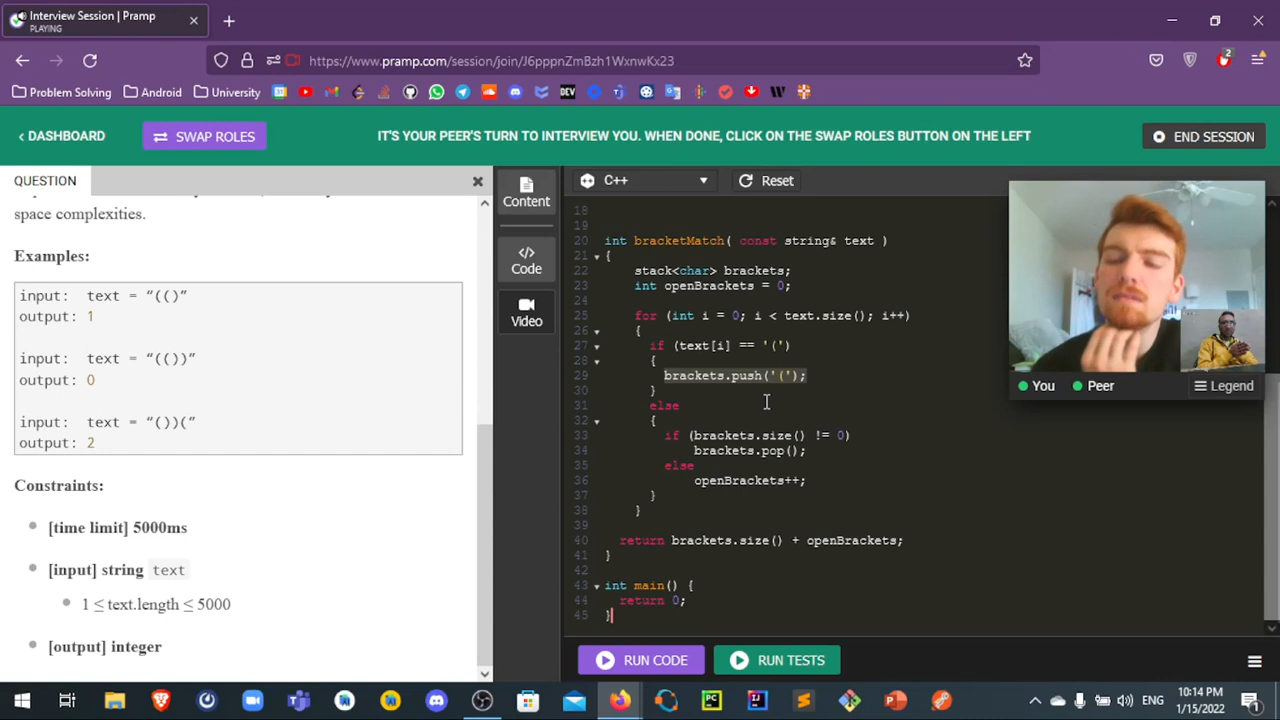 Interview Session | Pramp
PLAYING
https://www.pramp.com/session/join/J6pppnZmBzh1WxnwKx23
2
Problem Solving
Android
University
DEV
W
< DASHBOARD
SWAP ROLES
IT'S YOUR PEER'S TURN TO INTERVIEW YOU. WHEN DONE, CLICK ON THE SWAP ROLES BUTTON ON THE LEFT
END SESSION
QUESTION
space complexities.
Examples:
input: text = “(()”
output: 1
input: text = “(())”
output: 0
input: text = “())(”
output: 2
Constraints:
[time limit] 5000ms
[input] string text
1 ≤ text.length ≤ 5000
[output] integer
Content
</>
Code
Video
C++
Reset
18
19
20 int bracketMatch( const string& text )
21 {
22 stack<char> brackets;
23 int openBrackets = 0;
24
25 for (int i = 0; i < text.size(); i++)
26 {
27 if (text[i] == '(')
28 {
29 brackets.push('(');
30 }
31 else
32 {
33 if (brackets.size() != 0)
34 brackets.pop();
35 else
36 openBrackets++;
37 }
38 }
39
40 return brackets.size() + openBrackets;
41 }
42
43 int main() {
44 return 0;
45 }
You
Peer
Legend
RUN CODE
RUN TESTS
PC
ENG
10:14 PM
1/15/2022
1